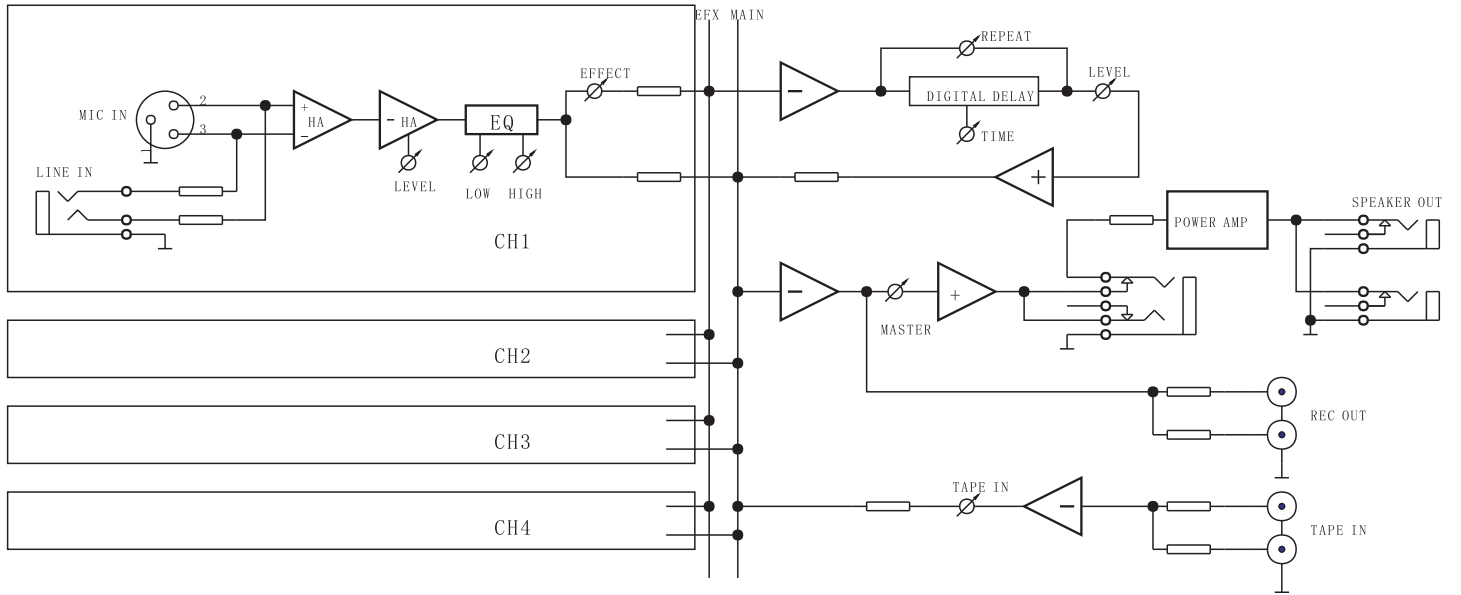 EFX MAIN
REPEAT
EFFECT
LEVEL
MIC IN
2
3
1
+
-
HA
-
HA
EQ
-
DIGITAL DELAY
TIME
LINE IN
LEVEL
LOW
HIGH
+
POWER AMP
SPEAKER OUT
CH1
-
+
MASTER
CH2
CH3
REC OUT
TAPE IN
-
CH4
TAPE IN